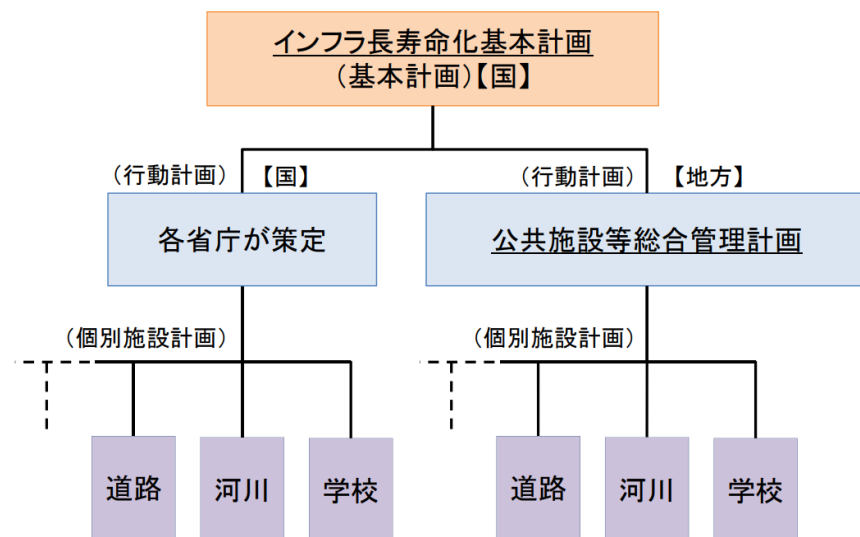 インフラ長寿命化基本計画
(基本計画)【国】
(行動計画)
【国】
(行動計画)
【地方】
各省庁が策定
公共施設等総合管理計画
(個別施設計画)
(個別施設計画)
道路
河川
学校
道路
河川
学校